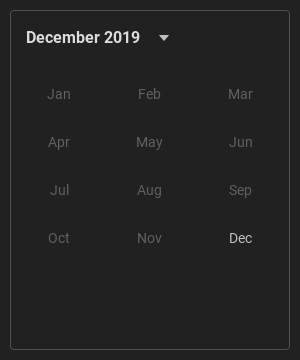 December 2019
Jan Feb Mar
Apr May Jun
Jul Aug Sep
Oct Nov Dec